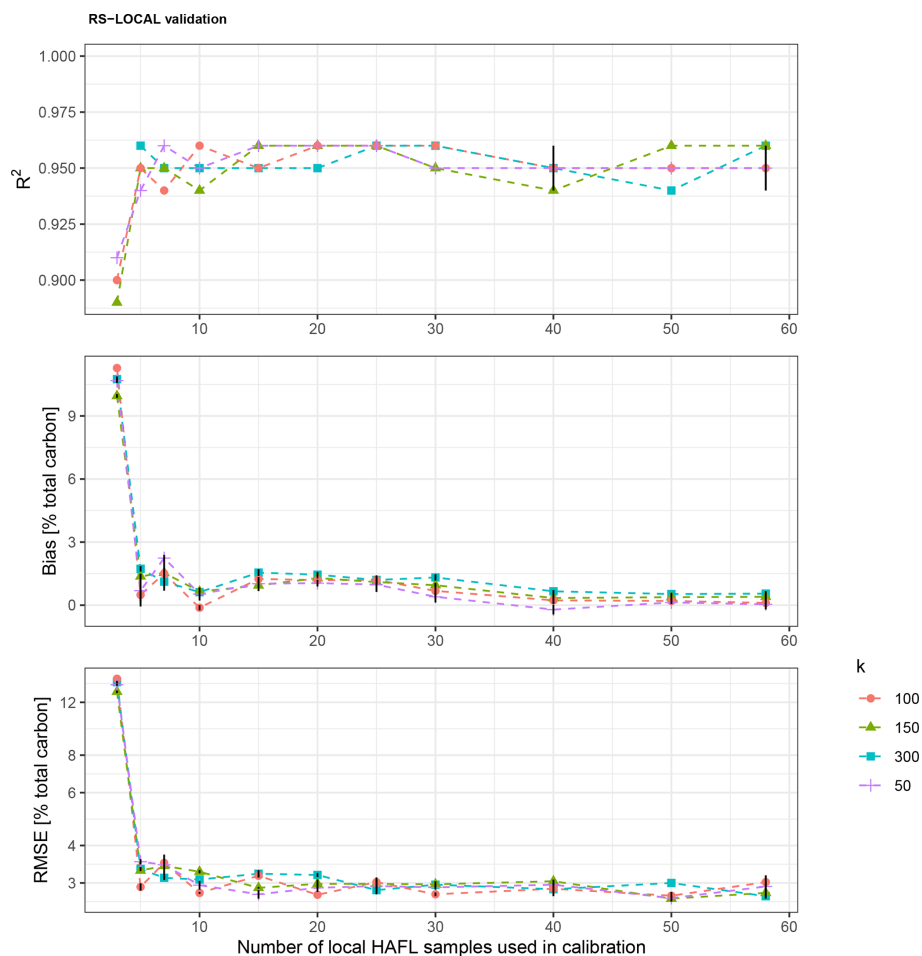 RS−LOCAL validation
1.000
0.975
0.950
0.925
0.900
R²
10 20 30 40 50 60
9
6
3
0
Bias [% total carbon]
10 20 30 40 50 60
12
8
6
4
3
RMSE [% total carbon]
10 20 30 40 50 60
Number of local HAFL samples used in calibration
k
100
150
300
50